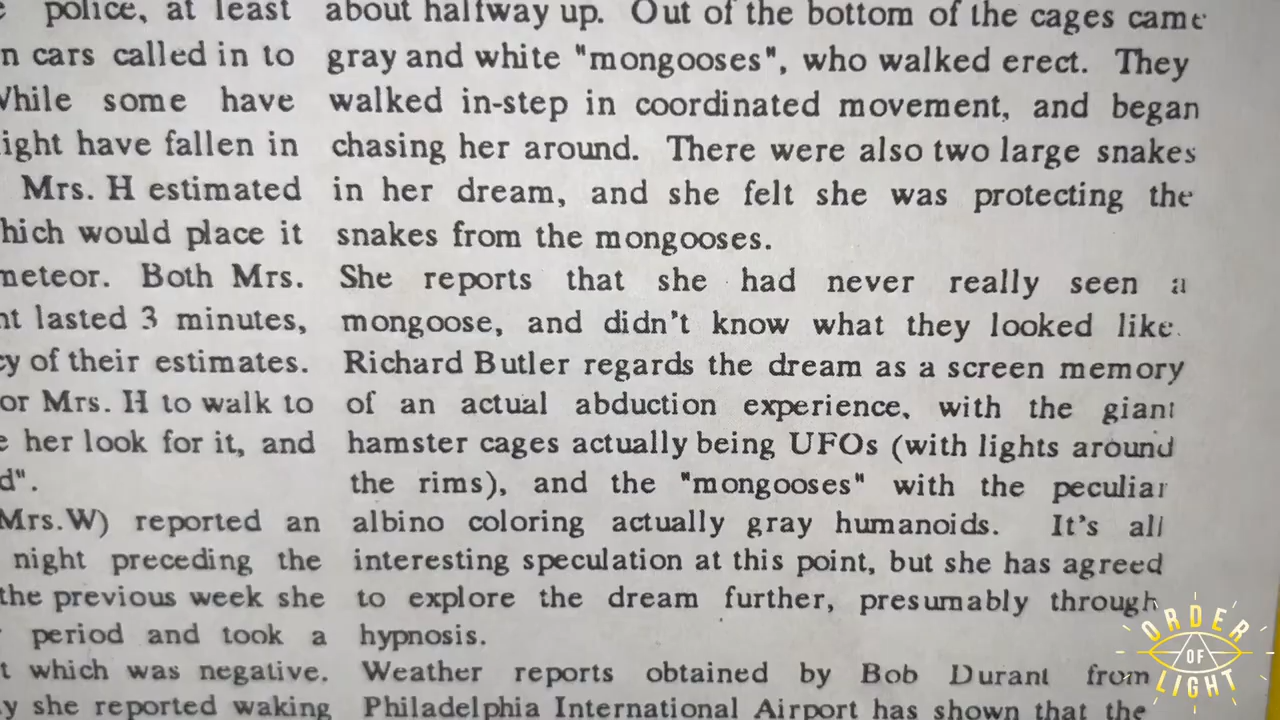 police, at least
n cars called in to
While some have
ight have fallen in
Mrs. H estimated
hich would place it
meteor. Both Mrs.
nt lasted 3 minutes,
cy of their estimates.
or Mrs. H to walk to
e her look for it, and
d".
Mrs.W) reported an
night preceding the
the previous week she
period and took a
t which was negative.
y she reported waking
about halfway up. Out of the bottom of the cages came
gray and white "mongooses", who walked erect. They
walked in-step in coordinated movement, and began
chasing her around. There were also two large snakes
in her dream, and she felt she was protecting the
snakes from the mongooses.
She reports that she had never really seen a
mongoose, and didn't know what they looked like.
Richard Butler regards the dream as a screen memory
of an actual abduction experience, with the giant
hamster cages actually being UFOs (with lights around
the rims), and the "mongooses" with the peculiar
albino coloring actually gray humanoids. It's all
interesting speculation at this point, but she has agreed
to explore the dream further, presumably through
hypnosis.
Weather reports obtained by Bob Durant from
Philadelphia International Airport has shown that the
ORDER
OF
LIGHT